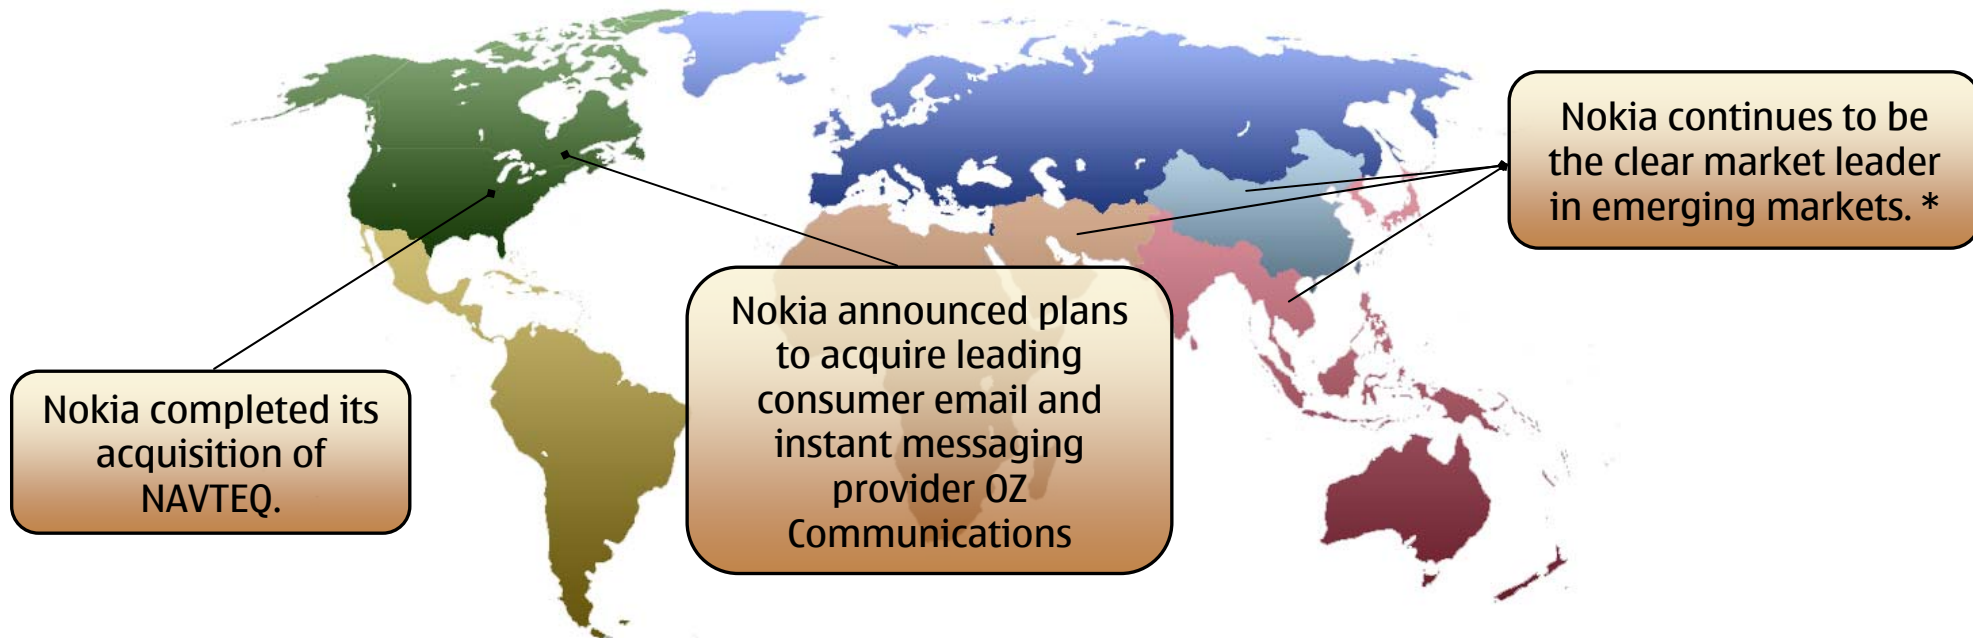 Nokia continues to be
the clear market leader
in emerging markets. *
Nokia announced plans
to acquire leading
consumer email and
instant messaging
provider OZ
Communications
Nokia completed its
acquisition of
NAVTEQ.